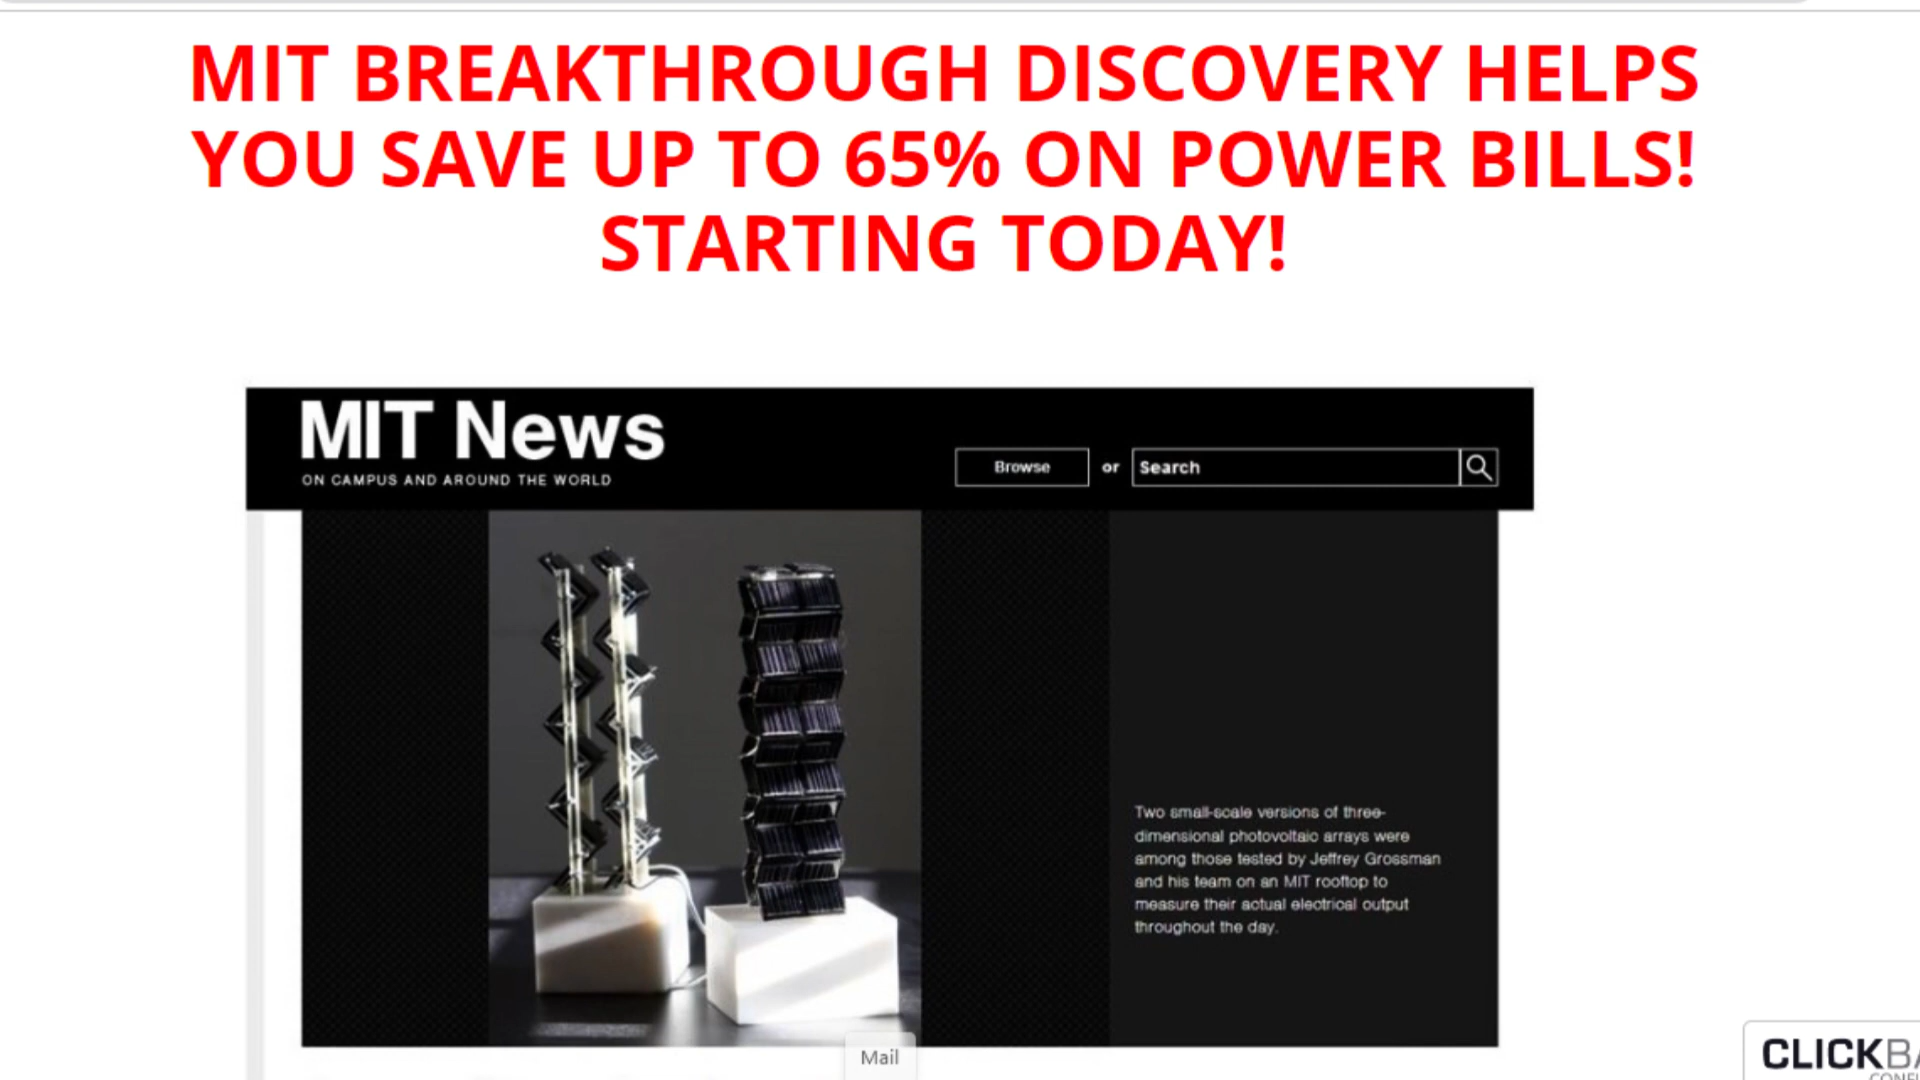 MIT BREAKTHROUGH DISCOVERY HELPS
YOU SAVE UP TO 65% ON POWER BILLS!
STARTING TODAY!
MIT News
ON CAMPUS AND AROUND THE WORLD
Browse or Search
Two small-scale versions of three-
dimensional photovoltaic arrays were
among those tested by Jeffrey Grossman
and his team on an MIT rooftop to
measure their actual electrical output
throughout the day.
Mail